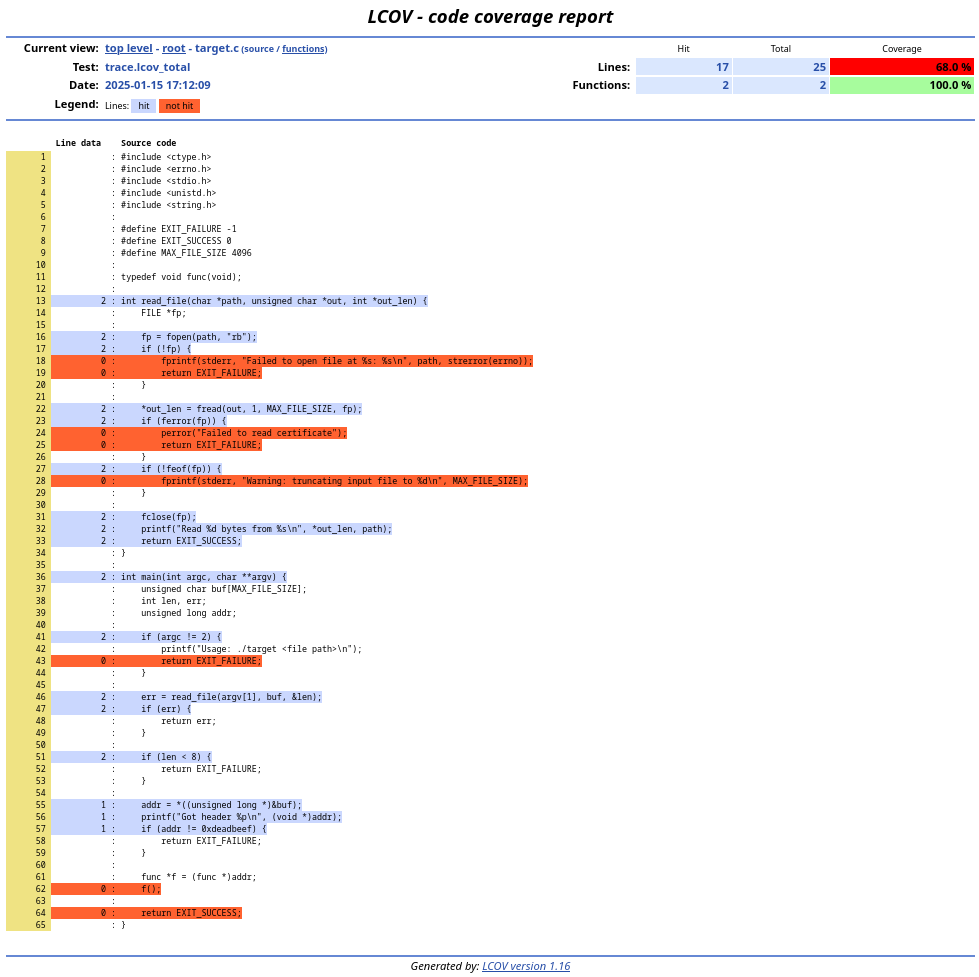 LCOV - code coverage report
Current view: top level - root - target.c (source / functions) Hit Total Coverage
Test: trace.lcov_total Lines: 17 25 68.0 %
Date: 2025-01-15 17:12:09 Functions: 2 2 100.0 %
Legend: Lines: hit not hit
Line data Source code
1 : #include <ctype.h>
2 : #include <errno.h>
3 : #include <stdio.h>
4 : #include <unistd.h>
5 : #include <string.h>
6 :
7 : #define EXIT_FAILURE -1
8 : #define EXIT_SUCCESS 0
9 : #define MAX_FILE_SIZE 4096
10 :
11 : typedef void func(void);
12 :
13 2 : int read_file(char *path, unsigned char *out, int *out_len) {
14 : FILE *fp;
15 :
16 2 : fp = fopen(path, "rb");
17 2 : if (!fp) {
18 0 : fprintf(stderr, "Failed to open file at %s: %s\n", path, strerror(errno));
19 0 : return EXIT_FAILURE;
20 : }
21 :
22 2 : *out_len = fread(out, 1, MAX_FILE_SIZE, fp);
23 2 : if (ferror(fp)) {
24 0 : perror("Failed to read certificate");
25 0 : return EXIT_FAILURE;
26 : }
27 2 : if (!feof(fp)) {
28 0 : fprintf(stderr, "Warning: truncating input file to %d\n", MAX_FILE_SIZE);
29 : }
30 :
31 2 : fclose(fp);
32 2 : printf("Read %d bytes from %s\n", *out_len, path);
33 2 : return EXIT_SUCCESS;
34 : }
35 :
36 2 : int main(int argc, char **argv) {
37 : unsigned char buf[MAX_FILE_SIZE];
38 : int len, err;
39 : unsigned long addr;
40 :
41 2 : if (argc != 2) {
42 : printf("Usage: ./target <file path>\n");
43 0 : return EXIT_FAILURE;
44 : }
45 :
46 2 : err = read_file(argv[1], buf, &len);
47 2 : if (err) {
48 : return err;
49 : }
50 :
51 2 : if (len < 8) {
52 : return EXIT_FAILURE;
53 : }
54 :
55 1 : addr = *((unsigned long *)&buf);
56 1 : printf("Got header %p\n", (void *)addr);
57 1 : if (addr != 0xdeadbeef) {
58 : return EXIT_FAILURE;
59 : }
60 :
61 : func *f = (func *)addr;
62 0 : f();
63 :
64 0 : return EXIT_SUCCESS;
65 : }
Generated by: LCOV version 1.16